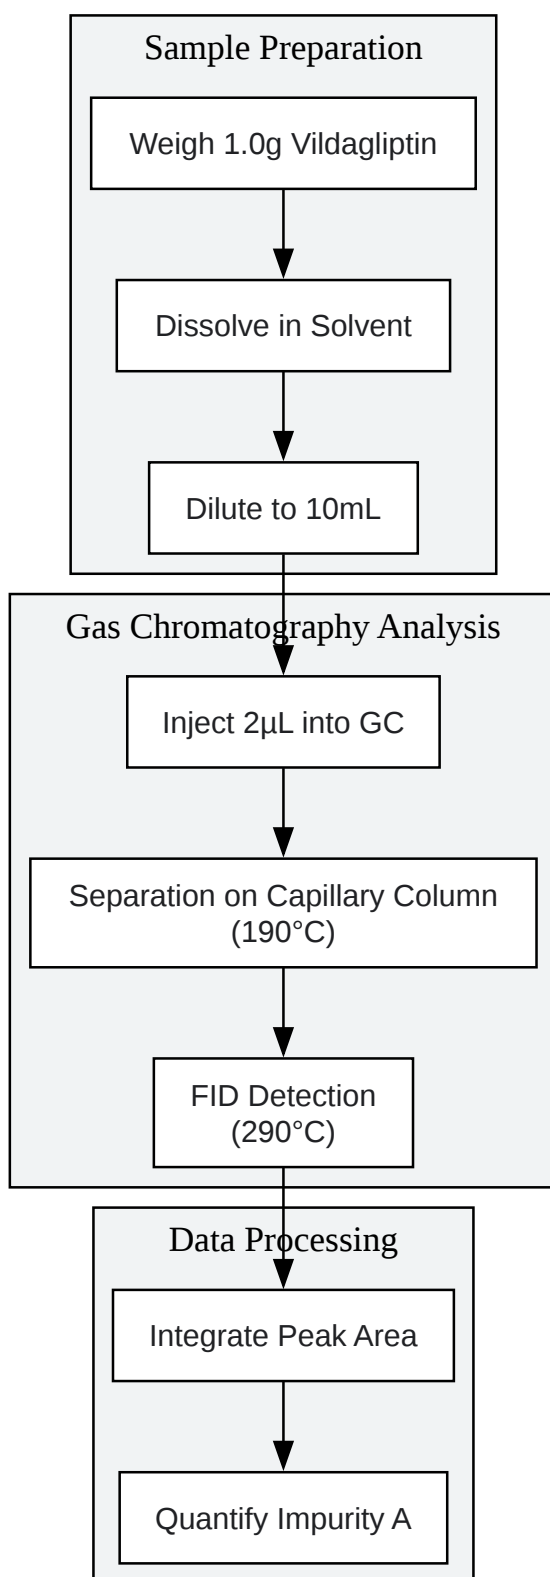 Sample Preparation
Weigh 1.0g Vildagliptin
Dissolve in Solvent
Dilute to 10mL
Gas Chromatography Analysis
Inject 2µL into GC
Separation on Capillary Column
(190°C)
FID Detection
(290°C)
Data Processing
Integrate Peak Area
Quantify Impurity A